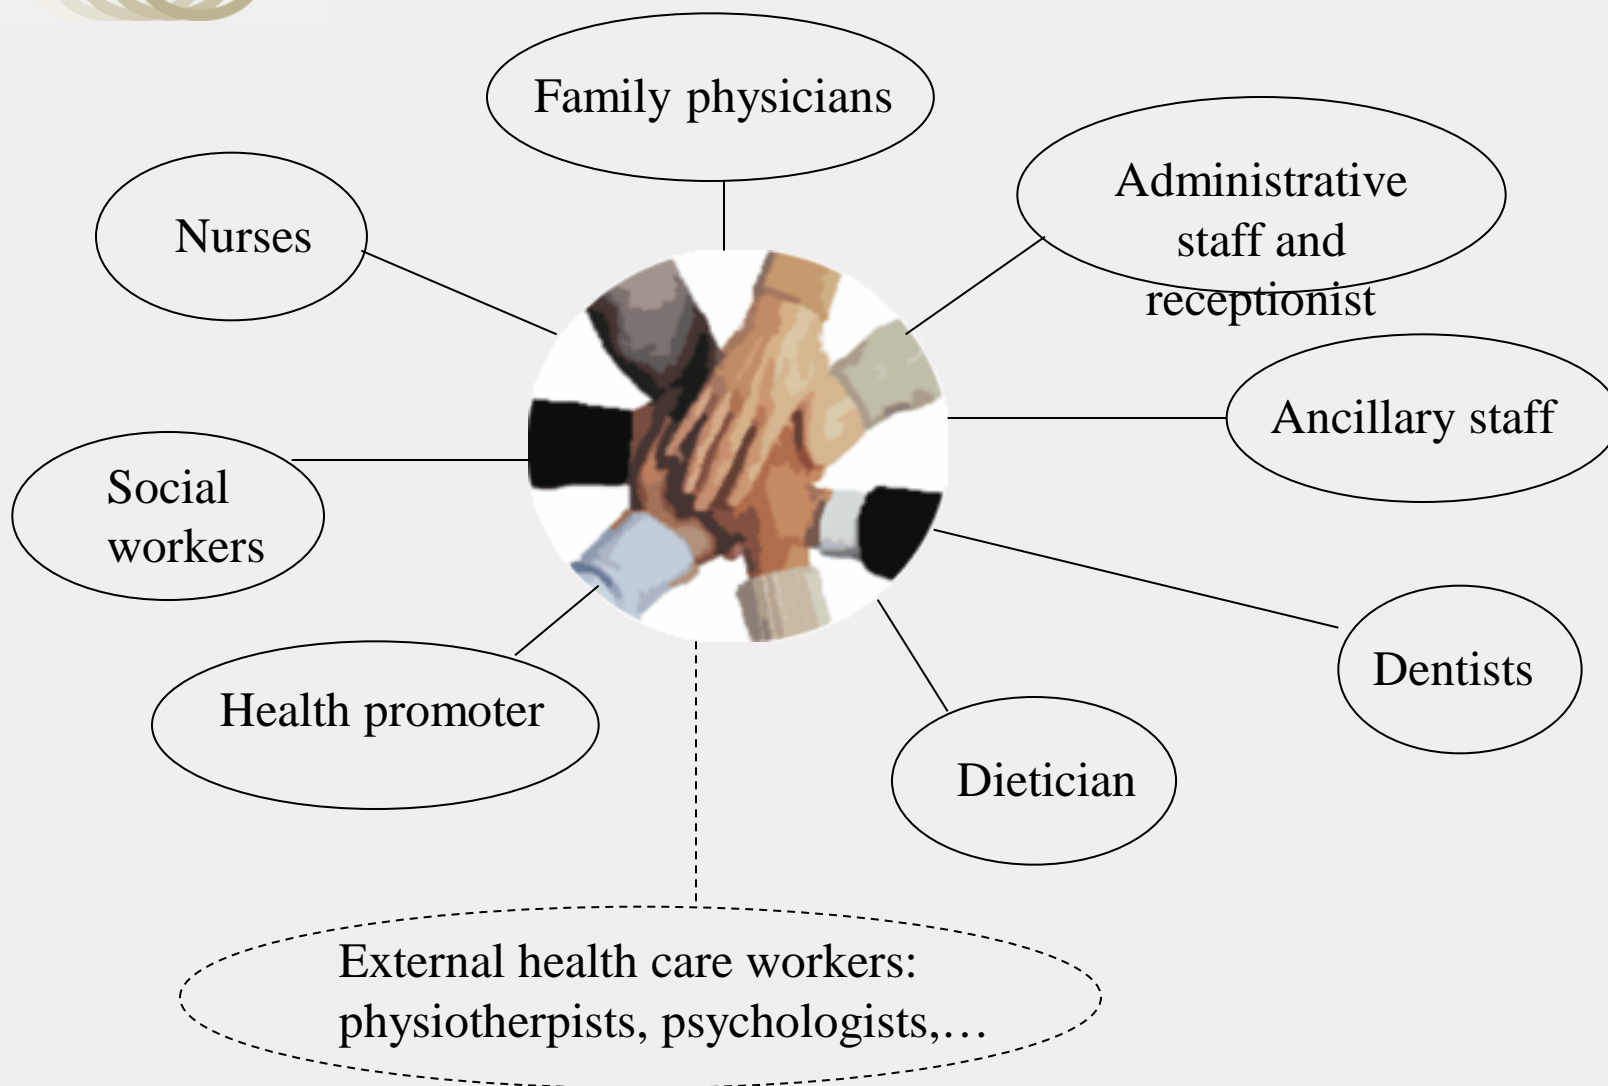 Family physicians
Administrative
staff and
receptionist
Nurses
Ancillary staff
Social
workers
Dentists
Health promoter
Dietician
External health care workers:
physiotherpists, psychologists,…